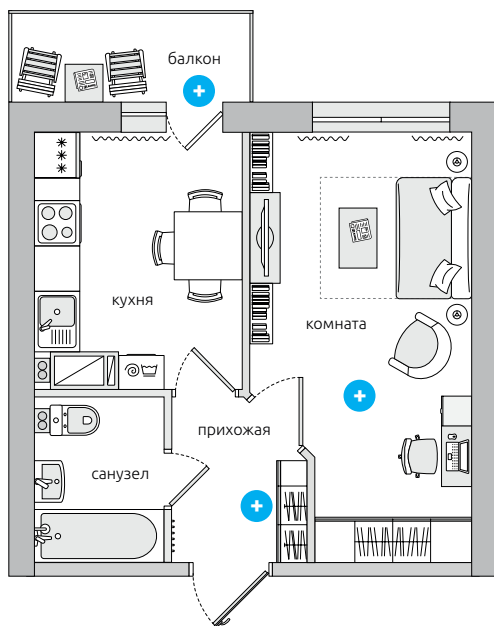 балкон
кухня
комната
прихожая
санузел